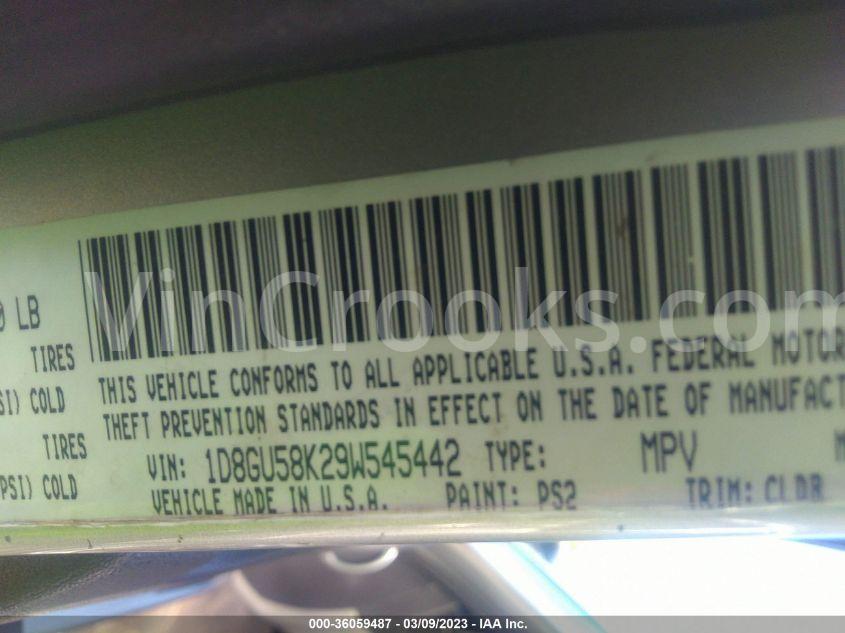 0 LB
TIRES
SI) COLD
TIRES
PSI) COLD
THIS VEHICLE CONFORMS TO ALL APPLICABLE U.S.A. FEDERAL MOTOR
THEFT PREVENTION STANDARDS IN EFFECT ON THE DATE OF MANUFACT
VIN: 1D8GU58K29W545442 TYPE: MPV
VEHICLE MADE IN U.S.A. PAINT: PS2 TRIM: CLDR
VinCrooks.com
000-36059487 - 03/09/2023 - IAA Inc.